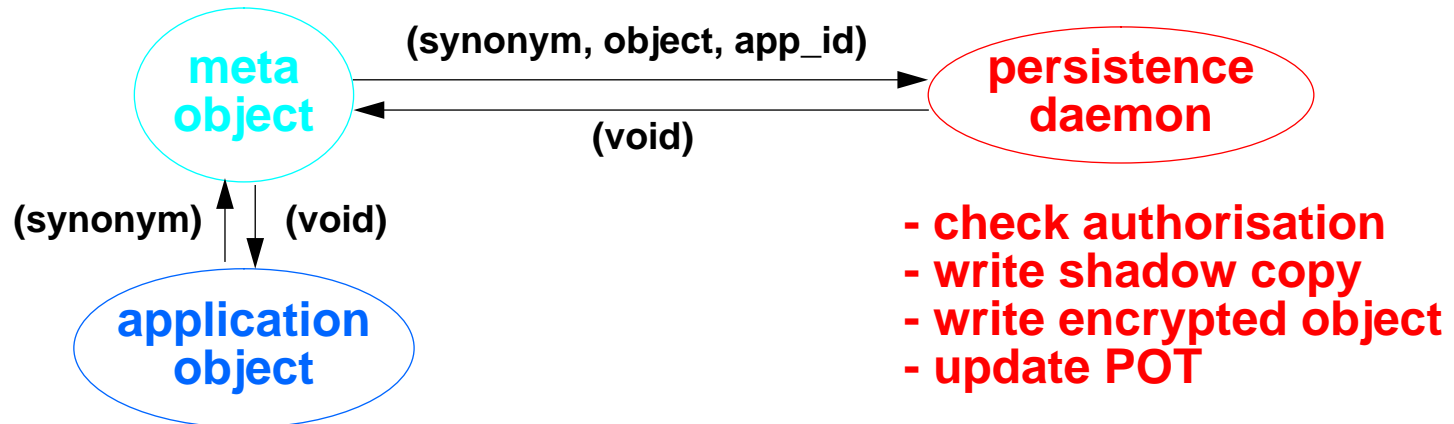 (synonym, object, app_id)
meta
object
persistence
daemon
(void)
(synonym)
(void)
application
object
- check authorisation
- write shadow copy
- write encrypted object
- update POT